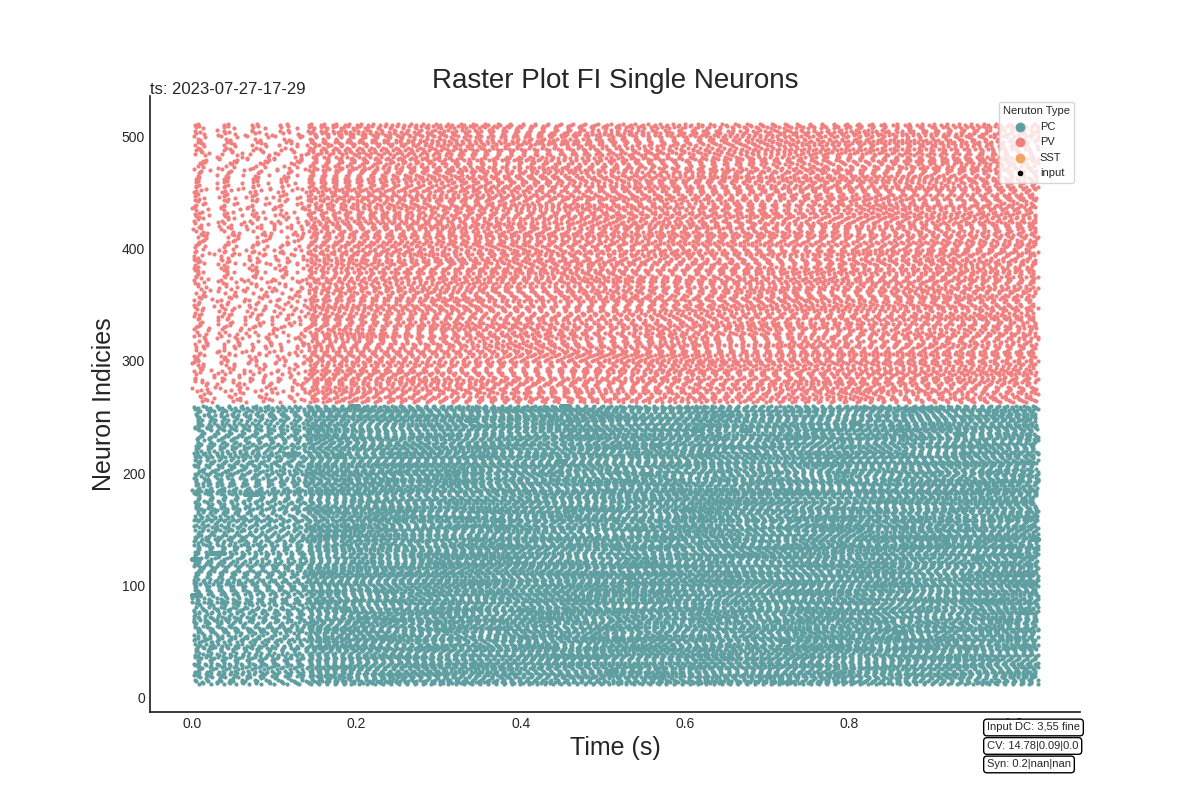 Raster Plot FI Single Neurons
ts: 2023-07-27-17-29
Neruton Type
PC
PV
SST
input
500
400
300
200
100
0
Neuron Indicies
0.0 0.2 0.4 0.6 0.8
Time (s)
Input DC: 3,55 fine
CV: 14.78|0.09|0.0
Syn: 0.2|nan|nan